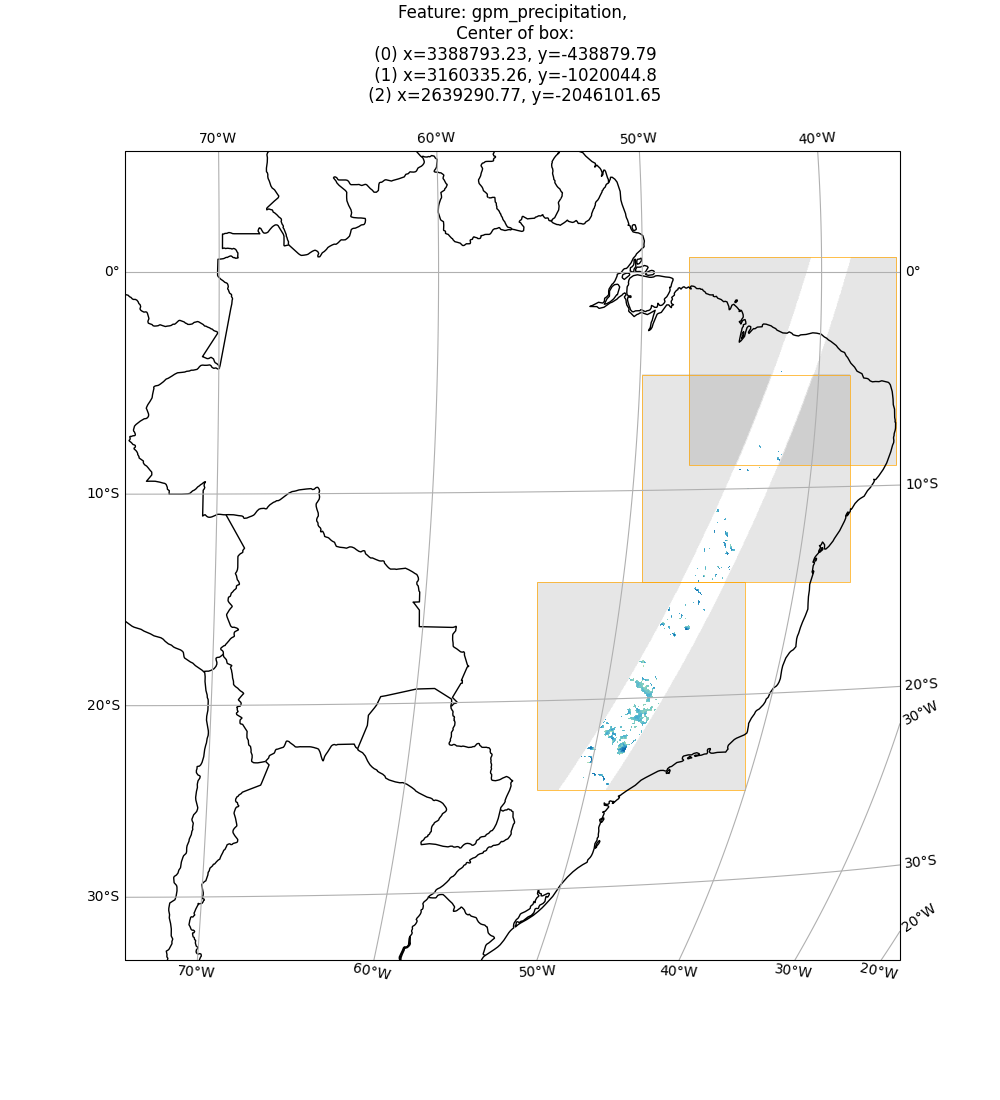 Feature: gpm_precipitation,
Center of box:
(0) x=3388793.23, y=-438879.79
(1) x=3160335.26, y=-1020044.8
(2) x=2639290.77, y=-2046101.65
70°W 60°W 50°W 40°W
0° 0°
10°S 10°S
20°S 20°S
30°W
30°S 30°S
20°W
70°W 60°W 50°W 40°W 30°W 20°W